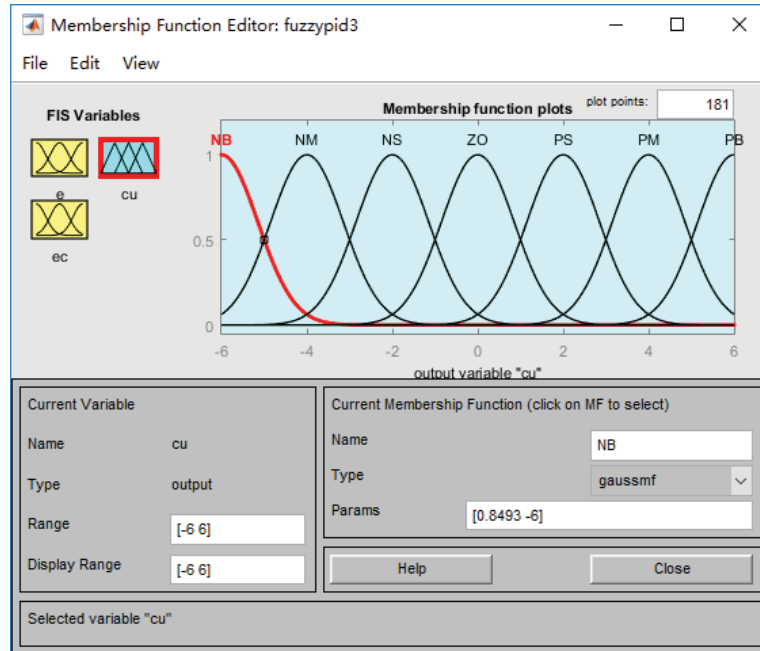 Membership Function Editor: fuzzypid3
File Edit View
FIS Variables
e
cu
ec
Membership function plots
plot points: 181
NB NM NS ZO PS PM PB
1
0.5
0
-6 -4 -2 0 2 4 6
output variable "cu"
Current Variable
Name cu
Type output
Range [-6 6]
Display Range [-6 6]
Current Membership Function (click on MF to select)
Name NB
Type gaussmf
Params [0.8493 -6]
Help Close
Selected variable "cu"